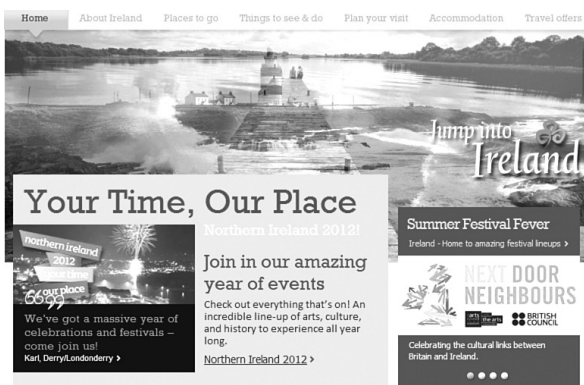 Home About Ireland Places to go Things to see & do Plan your visit Accommodation Travel offers
Jump into
Ireland
Your Time, Our Place
Northern Ireland 2012!
northern ireland
2012
your time
our place
We've got a massive year of
celebrations and festivals –
come join us!
Karl, Derry/Londonderry
Join in our amazing
year of events
Check out everything that's on! An
incredible line-up of arts, culture,
and history to experience all year
long.
Northern Ireland 2012
Summer Festival Fever
Ireland - Home to amazing festival lineups
NEXT DOOR
NEIGHBOURS
BRITISH
COUNCIL
Celebrating the cultural links between
Britain and Ireland.